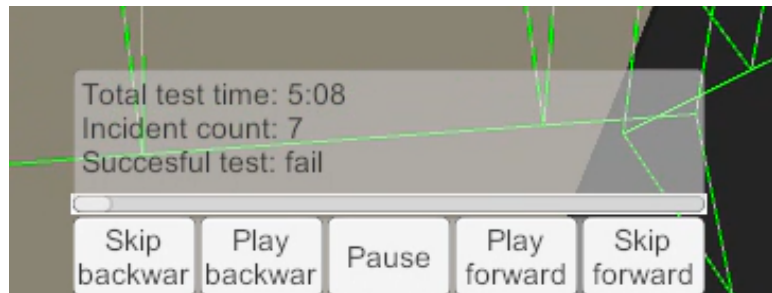 Total test time: 5:08
Incident count: 7
Succesful test: fail
Skip
backwar
Play
backwar
Pause
Play
forward
Skip
forward